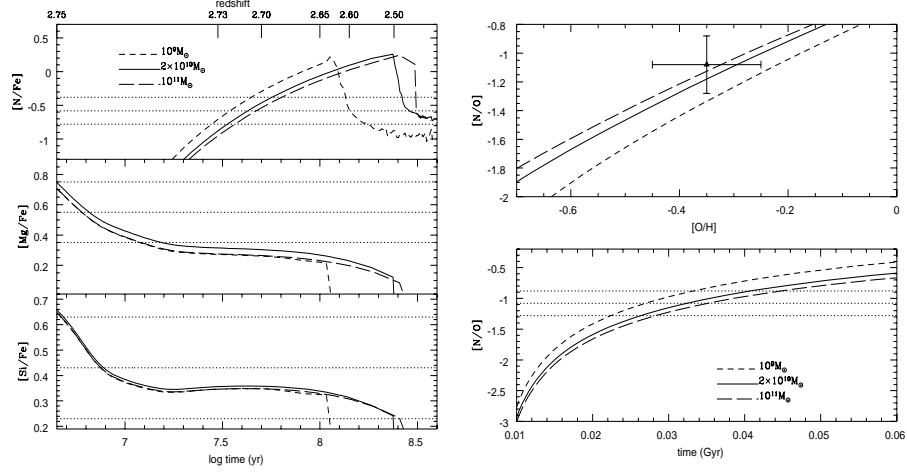 redshift
2.75 2.73 2.70 2.65 2.60 2.50
0.5
0
-0.5
-1
[N/Fe]
10⁹M⊙
2×10¹⁰M⊙
10¹¹M⊙
0.8
0.6
0.4
0.2
[Mg/Fe]
0.6
0.5
0.4
0.3
0.2
[Si/Fe]
7 7.5 8 8.5
log time (yr)
-0.8
-1
-1.2
-1.4
-1.6
-1.8
-2
[N/O]
-0.6 -0.4 -0.2 0
[O/H]
-0.5
-1
-1.5
-2
-2.5
-3
[N/O]
10⁹M⊙
2×10¹⁰M⊙
10¹¹M⊙
0.01 0.02 0.03 0.04 0.05 0.06
time (Gyr)